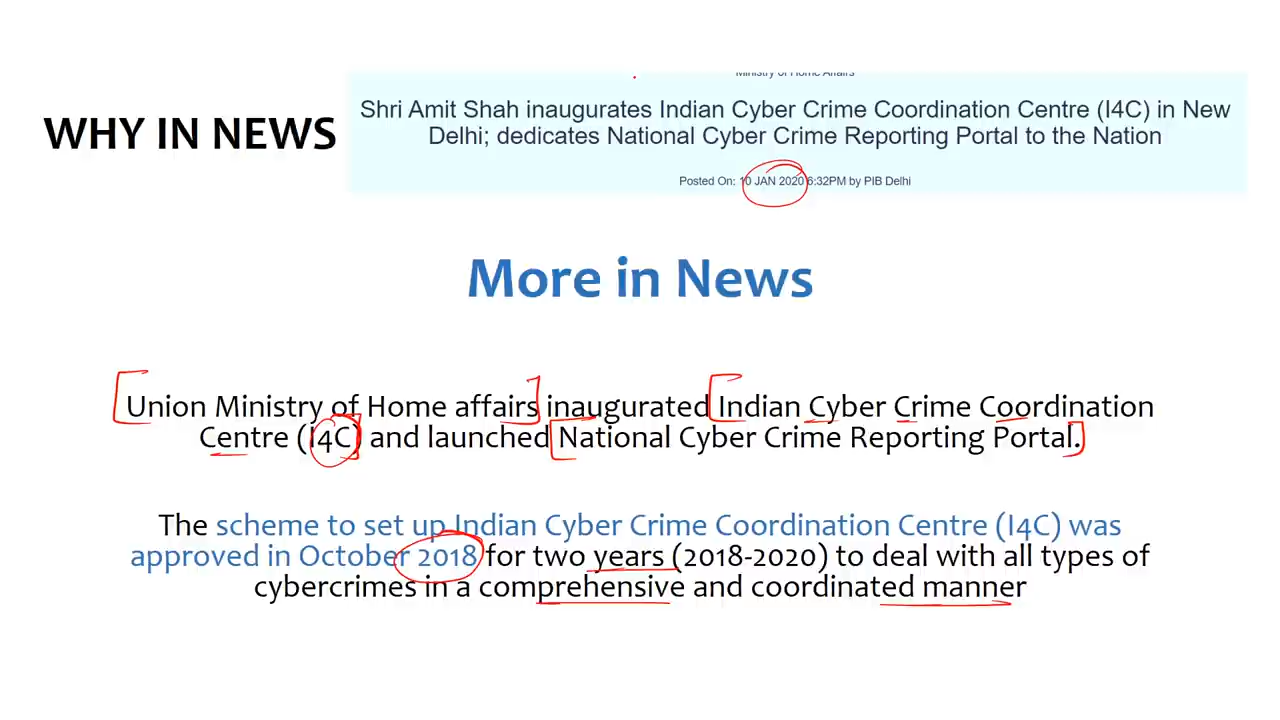 Ministry of Home Affairs
WHY IN NEWS
Shri Amit Shah inaugurates Indian Cyber Crime Coordination Centre (I4C) in New
Delhi; dedicates National Cyber Crime Reporting Portal to the Nation
Posted On: 10 JAN 2020 6:32PM by PIB Delhi
More in News
Union Ministry of Home affairs inaugurated Indian Cyber Crime Coordination
Centre (I4C) and launched National Cyber Crime Reporting Portal.
The scheme to set up Indian Cyber Crime Coordination Centre (I4C) was
approved in October 2018 for two years (2018-2020) to deal with all types of
cybercrimes in a comprehensive and coordinated manner